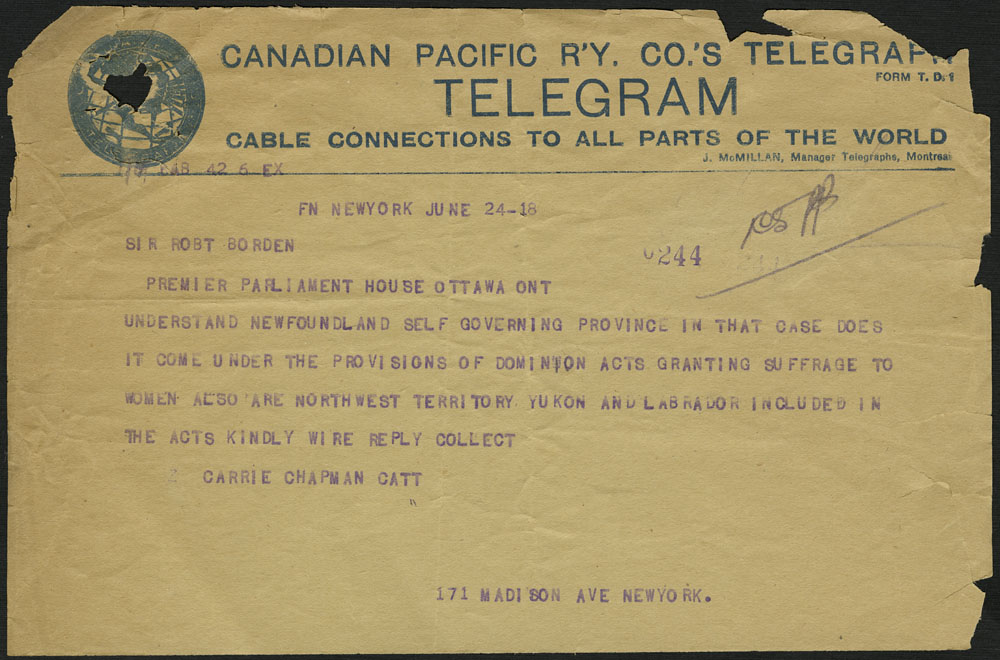 CANADIAN PACIFIC R'Y. CO.'S TELEGRAPH
FORM T. D. 1
TELEGRAM
CABLE CONNECTIONS TO ALL PARTS OF THE WORLD
J. McMILLAN, Manager Telegraphs, Montreal
LAB 42 6 EX
FN NEWYORK JUNE 24-18
SIR ROBT BORDEN
0244
PREMIER PARLIAMENT HOUSE OTTAWA ONT
UNDERSTAND NEWFOUNDLAND SELF GOVERNING PROVINCE IN THAT CASE DOES
IT COME UNDER THE PROVISIONS OF DOMINION ACTS GRANTING SUFFRAGE TO
WOMEN ALSO ARE NORTHWEST TERRITORY YUKON AND LABRADOR INCLUDED IN
THE ACTS KINDLY WIRE REPLY COLLECT
CARRIE CHAPMAN CATT
171 MADISON AVE NEWYORK.